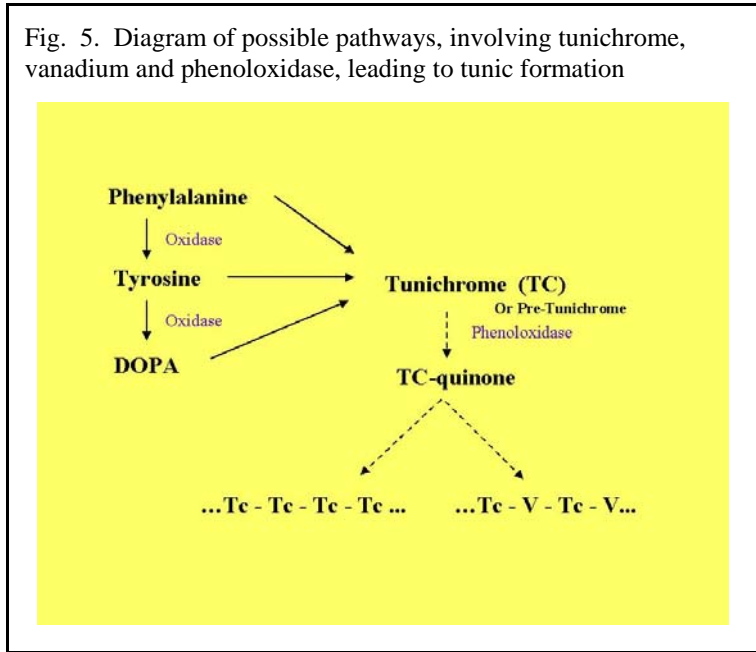 Fig. 5. Diagram of possible pathways, involving tunichrome,
vanadium and phenoloxidase, leading to tunic formation
Phenylalanine
Oxidase
Tyrosine
Tunichrome (TC)
Or Pre-Tunichrome
Oxidase
Phenoloxidase
DOPA
TC-quinone
...Tc - Tc - Tc - Tc ...
...Tc - V - Tc - V...